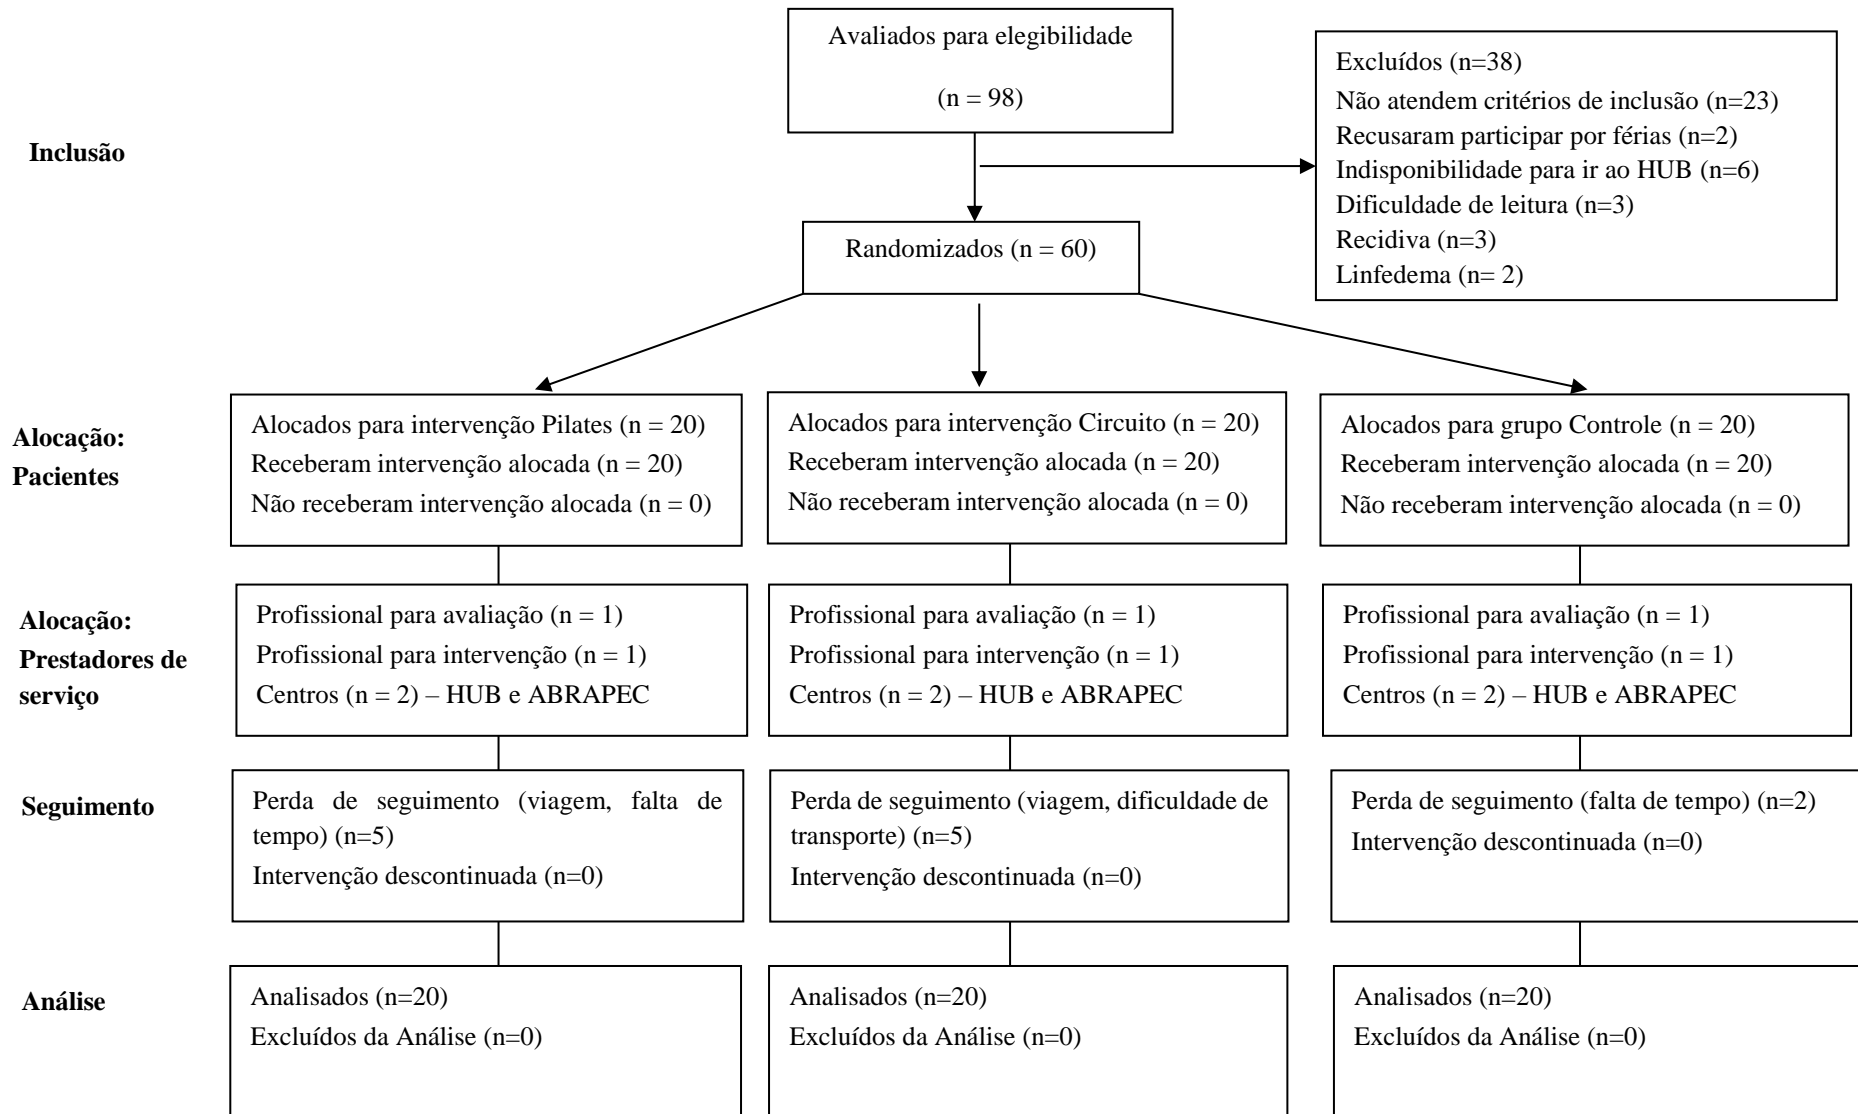 Avaliados para elegibilidade
(n = 98)
Excluídos (n=38)
Não atendem critérios de inclusão (n=23)
Recusaram participar por férias (n=2)
Indisponibilidade para ir ao HUB (n=6)
Dificuldade de leitura (n=3)
Recidiva (n=3)
Linfedema (n= 2)
Inclusão
Randomizados (n = 60)
Alocação:
Pacientes
Alocados para intervenção Pilates (n = 20)
Receberam intervenção alocada (n = 20)
Não receberam intervenção alocada (n = 0)
Alocados para intervenção Circuito (n = 20)
Receberam intervenção alocada (n = 20)
Não receberam intervenção alocada (n = 0)
Alocados para grupo Controle (n = 20)
Receberam intervenção alocada (n = 20)
Não receberam intervenção alocada (n = 0)
Alocação:
Prestadores de
serviço
Profissional para avaliação (n = 1)
Profissional para intervenção (n = 1)
Centros (n = 2) – HUB e ABRAPEC
Profissional para avaliação (n = 1)
Profissional para intervenção (n = 1)
Centros (n = 2) – HUB e ABRAPEC
Profissional para avaliação (n = 1)
Profissional para intervenção (n = 1)
Centros (n = 2) – HUB e ABRAPEC
Seguimento
Perda de seguimento (viagem, falta de
tempo) (n=5)
Intervenção descontinuada (n=0)
Perda de seguimento (viagem, dificuldade de
transporte) (n=5)
Intervenção descontinuada (n=0)
Perda de seguimento (falta de tempo) (n=2)
Intervenção descontinuada (n=0)
Análise
Analisados (n=20)
Excluídos da Análise (n=0)
Analisados (n=20)
Excluídos da Análise (n=0)
Analisados (n=20)
Excluídos da Análise (n=0)